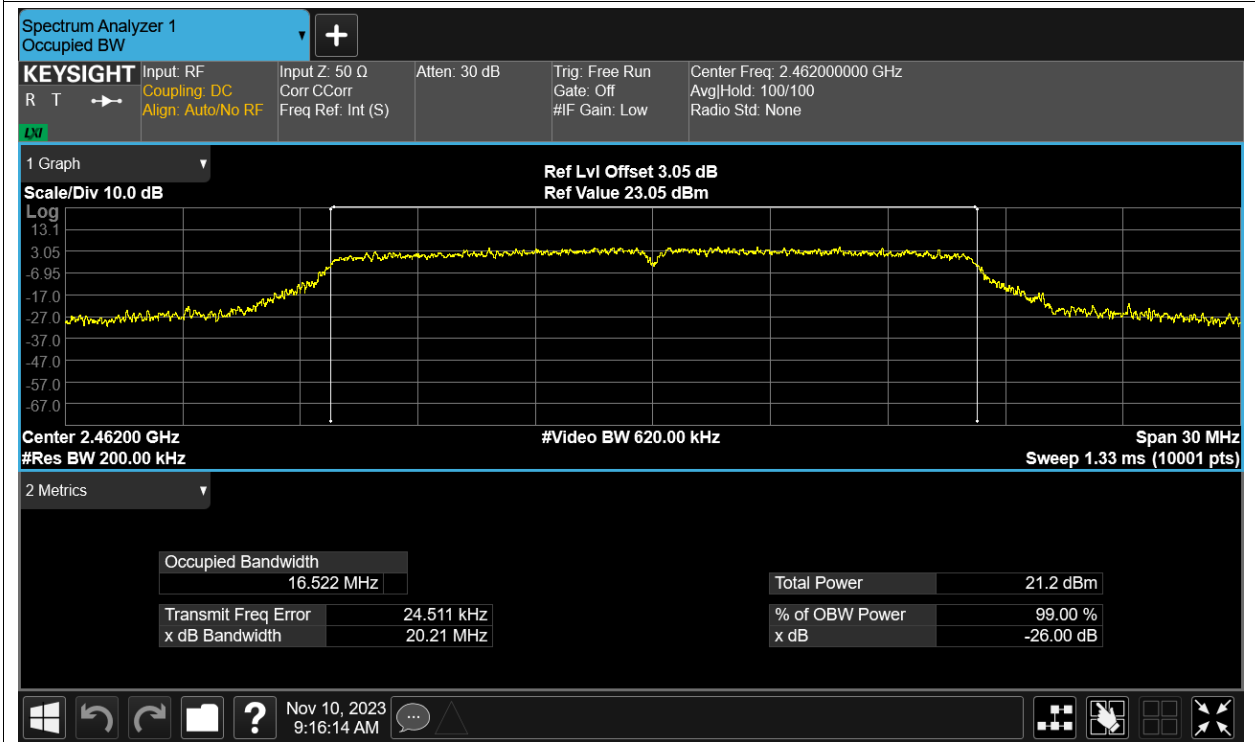 Spectrum Analyzer 1
Occupied BW
KEYSIGHT
R T
LXI
Input: RF
Coupling: DC
Align: Auto/No RF
Input Z: 50 Ω
Corr CCorr
Freq Ref: Int (S)
Atten: 30 dB
Trig: Free Run
Gate: Off
#IF Gain: Low
Center Freq: 2.462000000 GHz
Avg|Hold: 100/100
Radio Std: None
1 Graph
Scale/Div 10.0 dB
Ref Lvl Offset 3.05 dB
Ref Value 23.05 dBm
Log
13.1
3.05
-6.95
-17.0
-27.0
-37.0
-47.0
-57.0
-67.0
Center 2.46200 GHz
#Res BW 200.00 kHz
#Video BW 620.00 kHz
Span 30 MHz
Sweep 1.33 ms (10001 pts)
2 Metrics
Occupied Bandwidth
16.522 MHz
Transmit Freq Error 24.511 kHz
x dB Bandwidth 20.21 MHz
Total Power 21.2 dBm
% of OBW Power 99.00 %
x dB -26.00 dB
?
Nov 10, 2023
9:16:14 AM